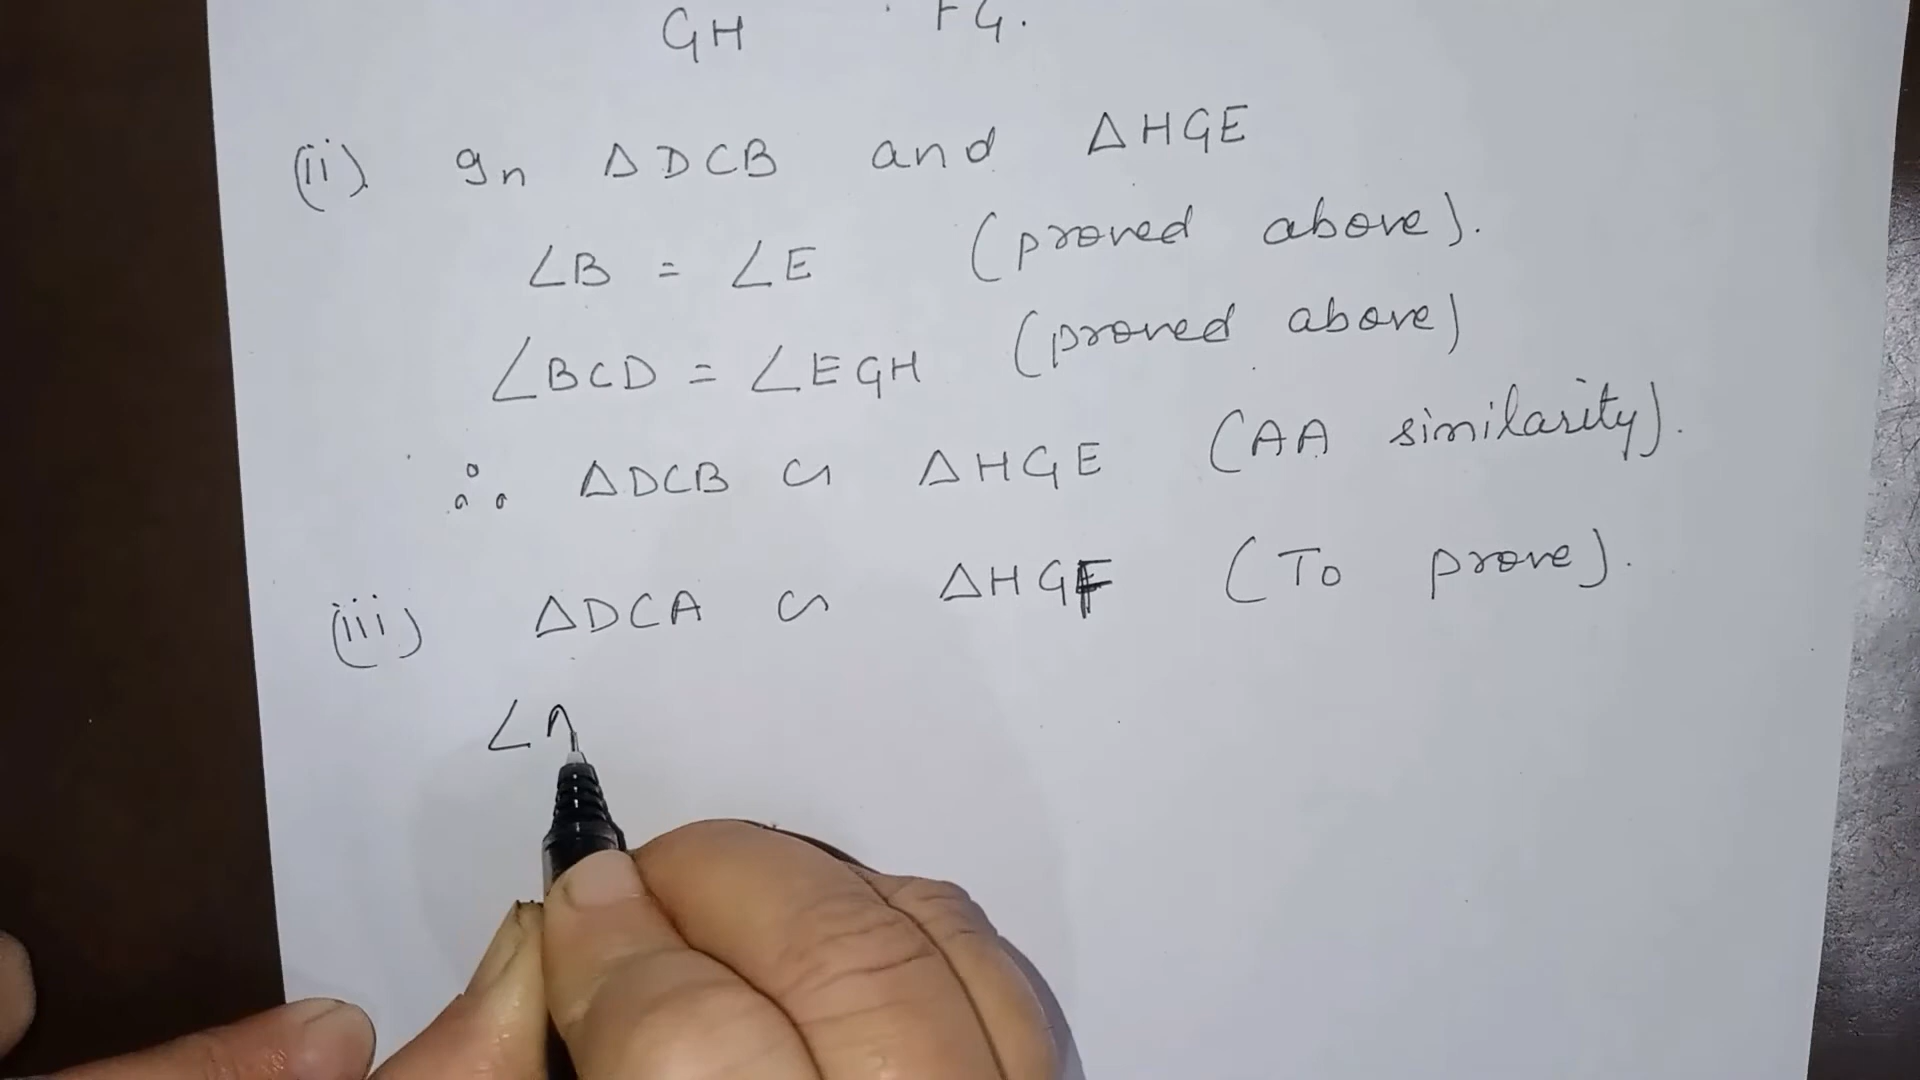 GH FG.
(ii) In ΔDCB and ΔHGE
∠B = ∠E (proved above).
∠BCD = ∠EGH (proved above)
∴ ΔDCB ∽ ΔHGE (AA similarity).
(iii) ΔDCA ∽ ΔHGF (To prove).
∠A